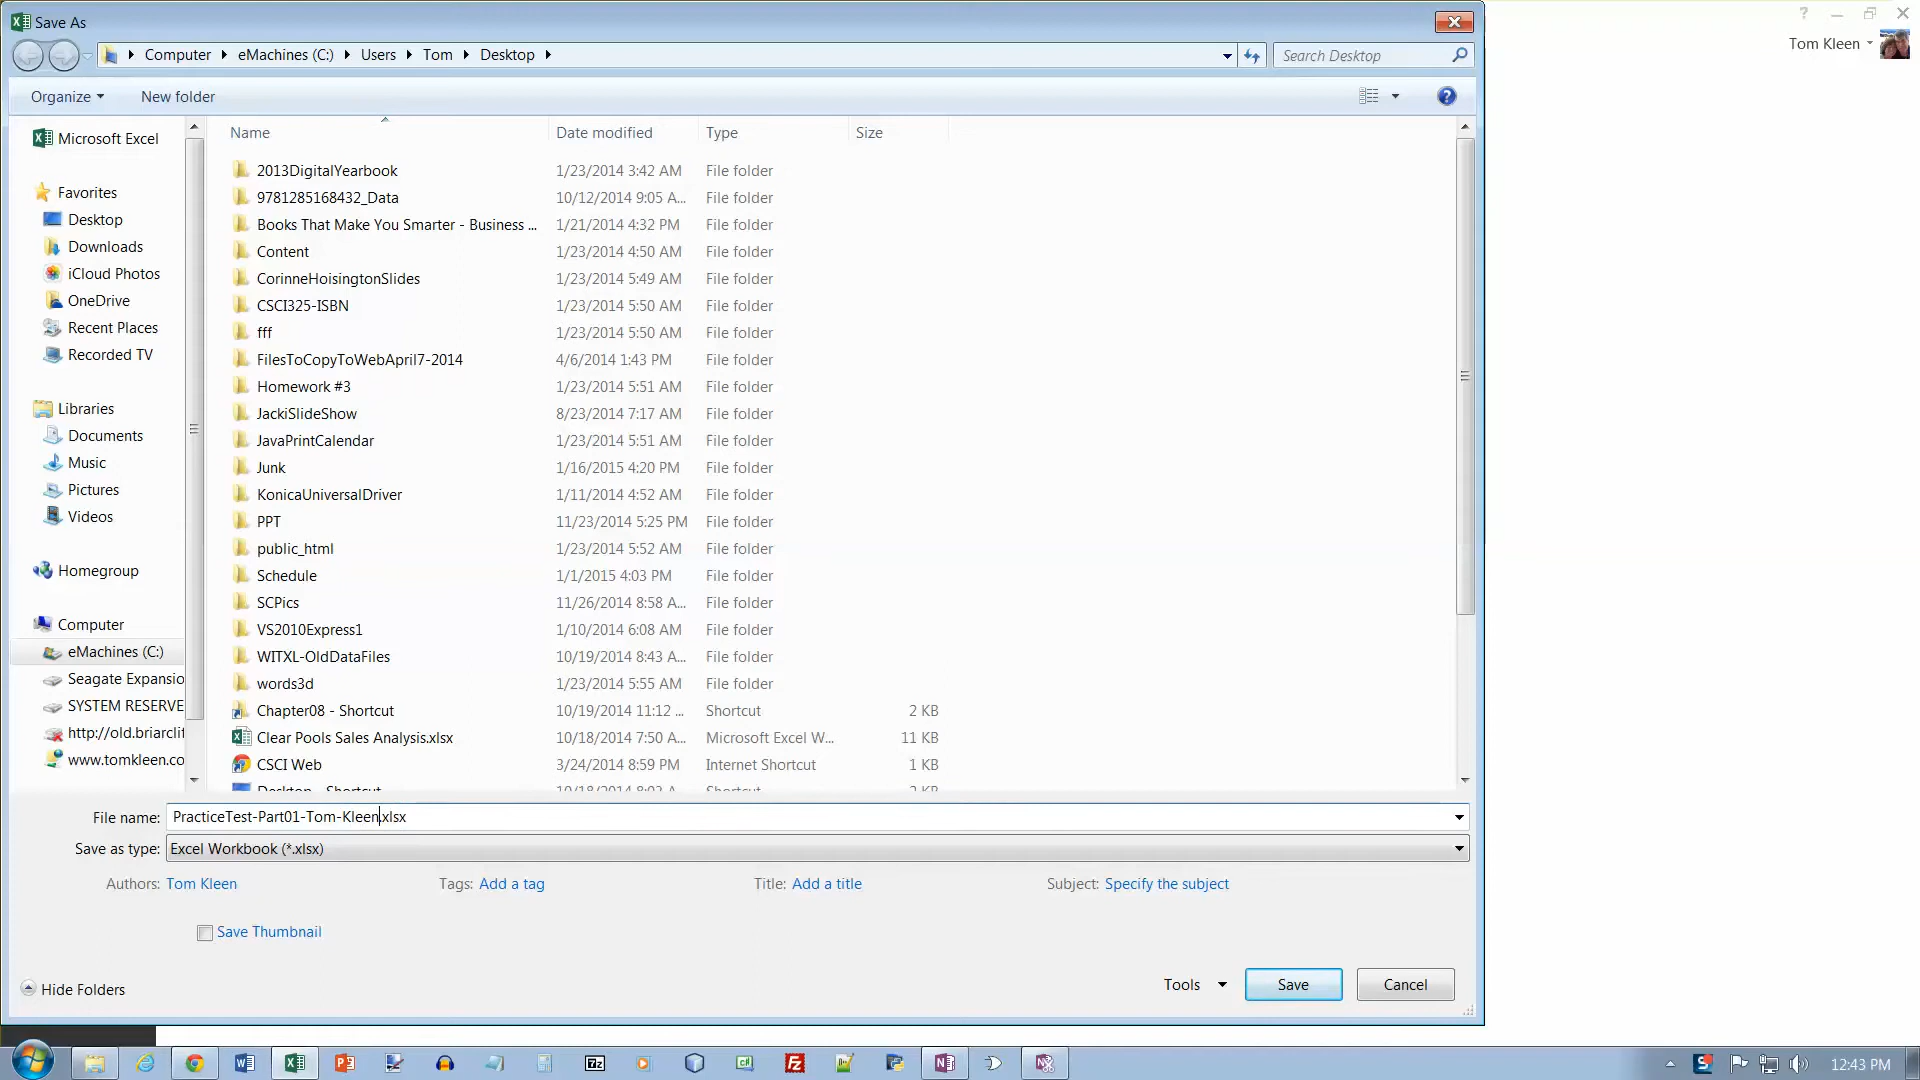 Save As
Tom Kleen
Computer eMachines (C:) Users Tom Desktop
Search Desktop
Organize New folder
Microsoft Excel
Favorites
Desktop
Downloads
iCloud Photos
OneDrive
Recent Places
Recorded TV
Libraries
Documents
Music
Pictures
Videos
Homegroup
Computer
eMachines (C:)
Seagate Expansio
SYSTEM RESERVE
http://old.briarclif
www.tomkleen.co
Name Date modified Type Size
2013DigitalYearbook 1/23/2014 3:42 AM File folder
9781285168432_Data 10/12/2014 9:05 A... File folder
Books That Make You Smarter - Business ... 1/21/2014 4:32 PM File folder
Content 1/23/2014 4:50 AM File folder
CorinneHoisingtonSlides 1/23/2014 5:49 AM File folder
CSCI325-ISBN 1/23/2014 5:50 AM File folder
fff 1/23/2014 5:50 AM File folder
FilesToCopyToWebApril7-2014 4/6/2014 1:43 PM File folder
Homework #3 1/23/2014 5:51 AM File folder
JackiSlideShow 8/23/2014 7:17 AM File folder
JavaPrintCalendar 1/23/2014 5:51 AM File folder
Junk 1/16/2015 4:20 PM File folder
KonicaUniversalDriver 1/11/2014 4:52 AM File folder
PPT 11/23/2014 5:25 PM File folder
public_html 1/23/2014 5:52 AM File folder
Schedule 1/1/2015 4:03 PM File folder
SCPics 11/26/2014 8:58 A... File folder
VS2010Express1 1/10/2014 6:08 AM File folder
WITXL-OldDataFiles 10/19/2014 8:43 A... File folder
words3d 1/23/2014 5:55 AM File folder
Chapter08 - Shortcut 10/19/2014 11:12 ... Shortcut 2 KB
Clear Pools Sales Analysis.xlsx 10/18/2014 7:50 A... Microsoft Excel W... 11 KB
CSCI Web 3/24/2014 8:59 PM Internet Shortcut 1 KB
Desktop - Shortcut 10/18/2014 8:03 A... Shortcut 2 KB
File name: PracticeTest-Part01-Tom-Kleen.xlsx
Save as type: Excel Workbook (*.xlsx)
Authors: Tom Kleen Tags: Add a tag Title: Add a title Subject: Specify the subject
Save Thumbnail
Hide Folders Tools Save Cancel
12:43 PM